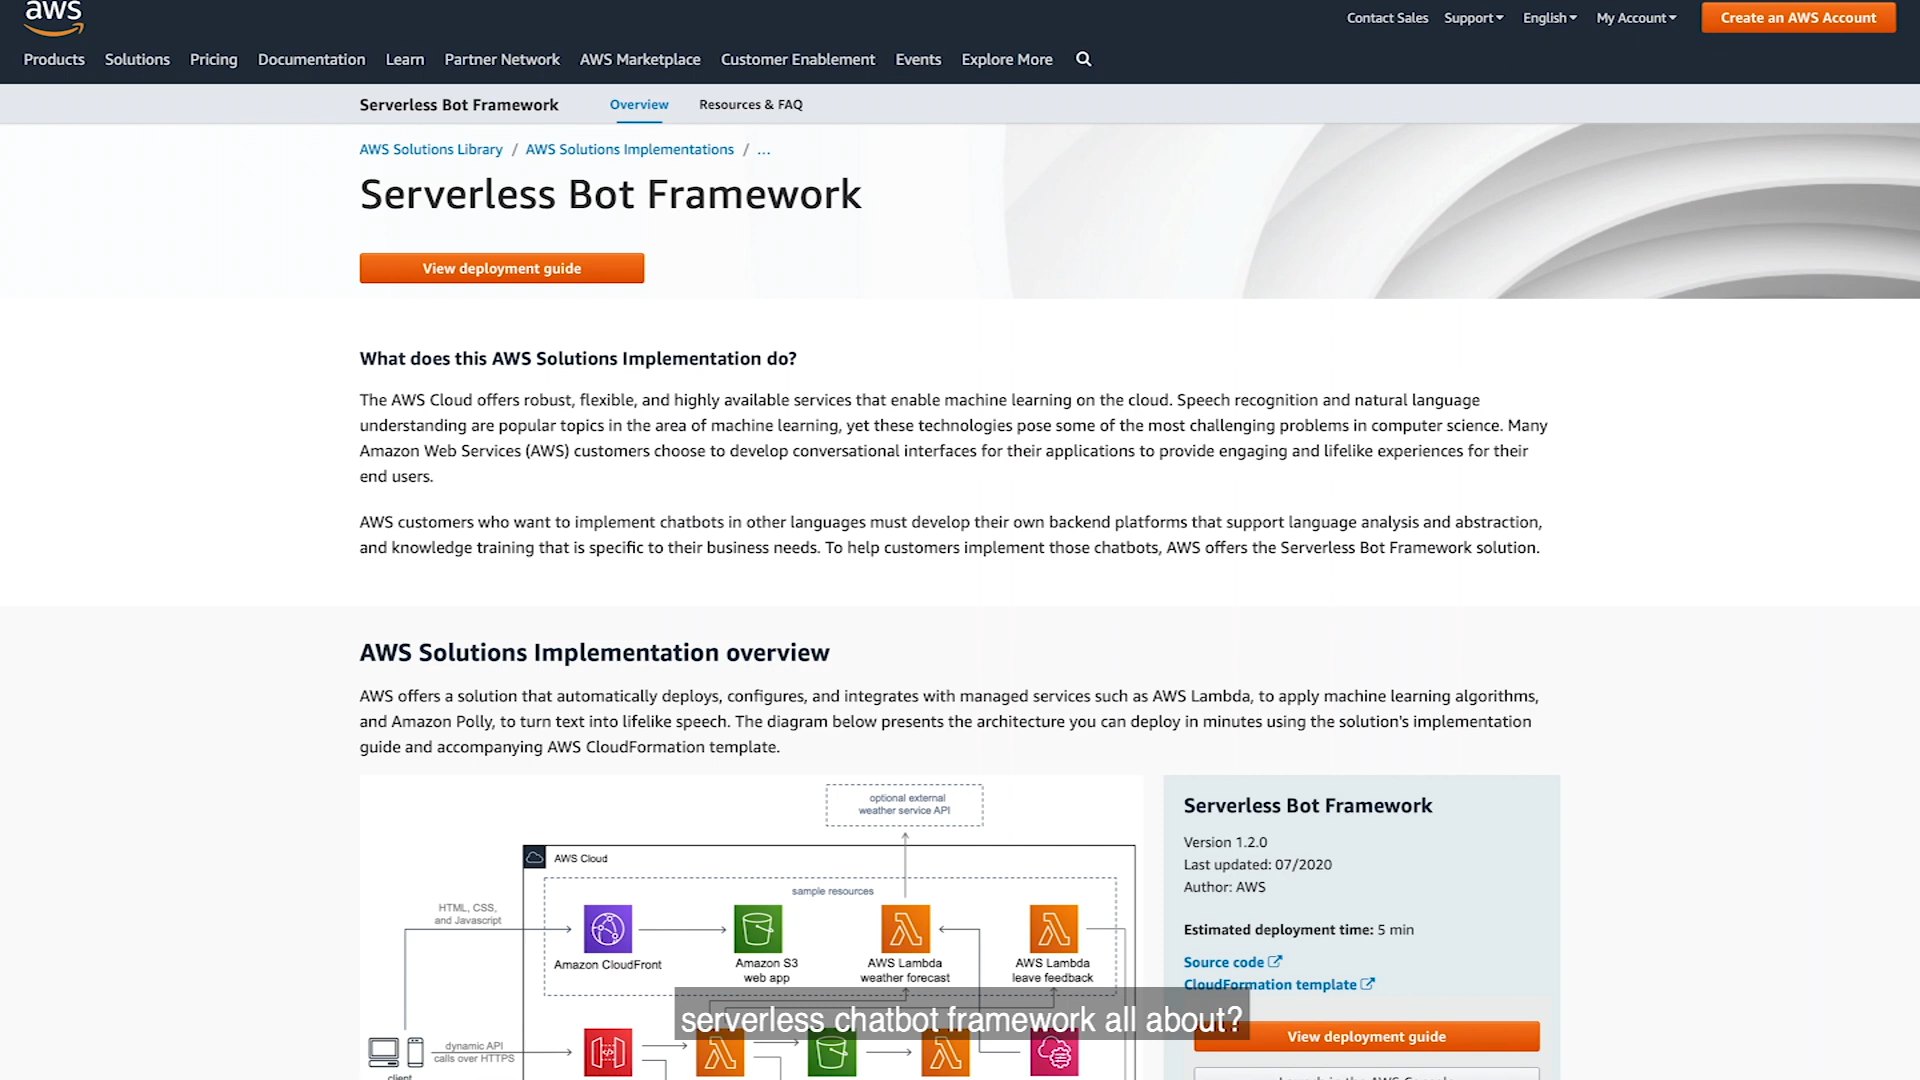 aws
Contact Sales Support English My Account Create an AWS Account
Products Solutions Pricing Documentation Learn Partner Network AWS Marketplace Customer Enablement Events Explore More
Serverless Bot Framework Overview Resources & FAQ
AWS Solutions Library / AWS Solutions Implementations / ...
Serverless Bot Framework
View deployment guide
What does this AWS Solutions Implementation do?
The AWS Cloud offers robust, flexible, and highly available services that enable machine learning on the cloud. Speech recognition and natural language
understanding are popular topics in the area of machine learning, yet these technologies pose some of the most challenging problems in computer science. Many
Amazon Web Services (AWS) customers choose to develop conversational interfaces for their applications to provide engaging and lifelike experiences for their
end users.
AWS customers who want to implement chatbots in other languages must develop their own backend platforms that support language analysis and abstraction,
and knowledge training that is specific to their business needs. To help customers implement those chatbots, AWS offers the Serverless Bot Framework solution.
AWS Solutions Implementation overview
AWS offers a solution that automatically deploys, configures, and integrates with managed services such as AWS Lambda, to apply machine learning algorithms,
and Amazon Polly, to turn text into lifelike speech. The diagram below presents the architecture you can deploy in minutes using the solution's implementation
guide and accompanying AWS CloudFormation template.
optional external
weather service API
AWS Cloud
sample resources
HTML, CSS,
and Javascript
Amazon CloudFront
Amazon S3
web app
AWS Lambda
weather forecast
AWS Lambda
leave feedback
dynamic API
calls over HTTPS
client
Serverless Bot Framework
Version 1.2.0
Last updated: 07/2020
Author: AWS
Estimated deployment time: 5 min
Source code
CloudFormation template
View deployment guide
serverless chatbot framework all about?